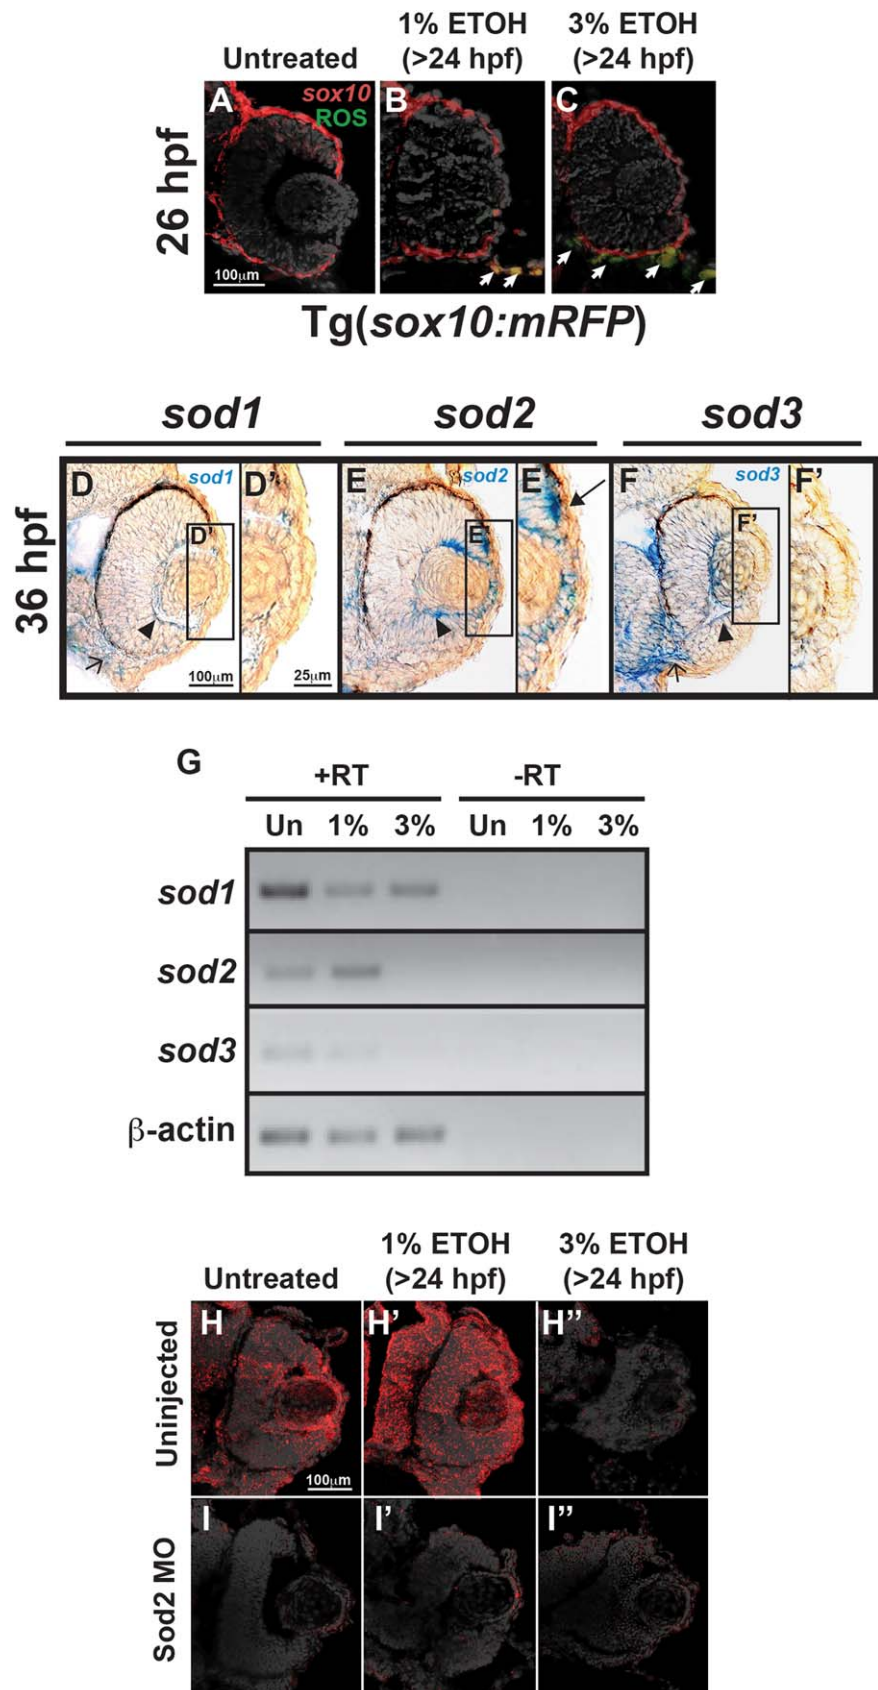 1% ETOH 3% ETOH
Untreated (>24 hpf) (>24 hpf)
A sox10 B C
ROS
26 hpf
100μm
Tg(sox10:mRFP)
sod1 sod2 sod3
D sod1 D' E sod2 E' F sod3 F'
D' E' F'
36 hpf
100μm 25μm
G
+RT -RT
Un 1% 3% Un 1% 3%
sod1
sod2
sod3
β-actin
1% ETOH 3% ETOH
Untreated (>24 hpf) (>24 hpf)
Uninjected
H H' H''
100μm
Sod2 MO
I I' I''